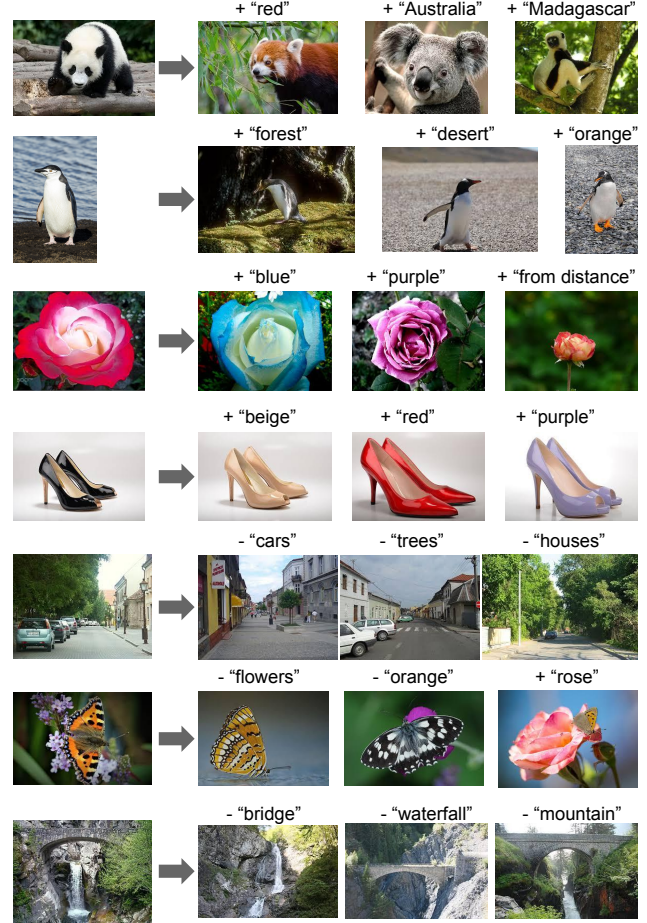 + “red” + “Australia” + “Madagascar”
+ “forest” + “desert” + “orange”
+ “blue” + “purple” + “from distance”
+ “beige” + “red” + “purple”
- “cars” - “trees” - “houses”
- “flowers” - “orange” + “rose”
- “bridge” - “waterfall” - “mountain”